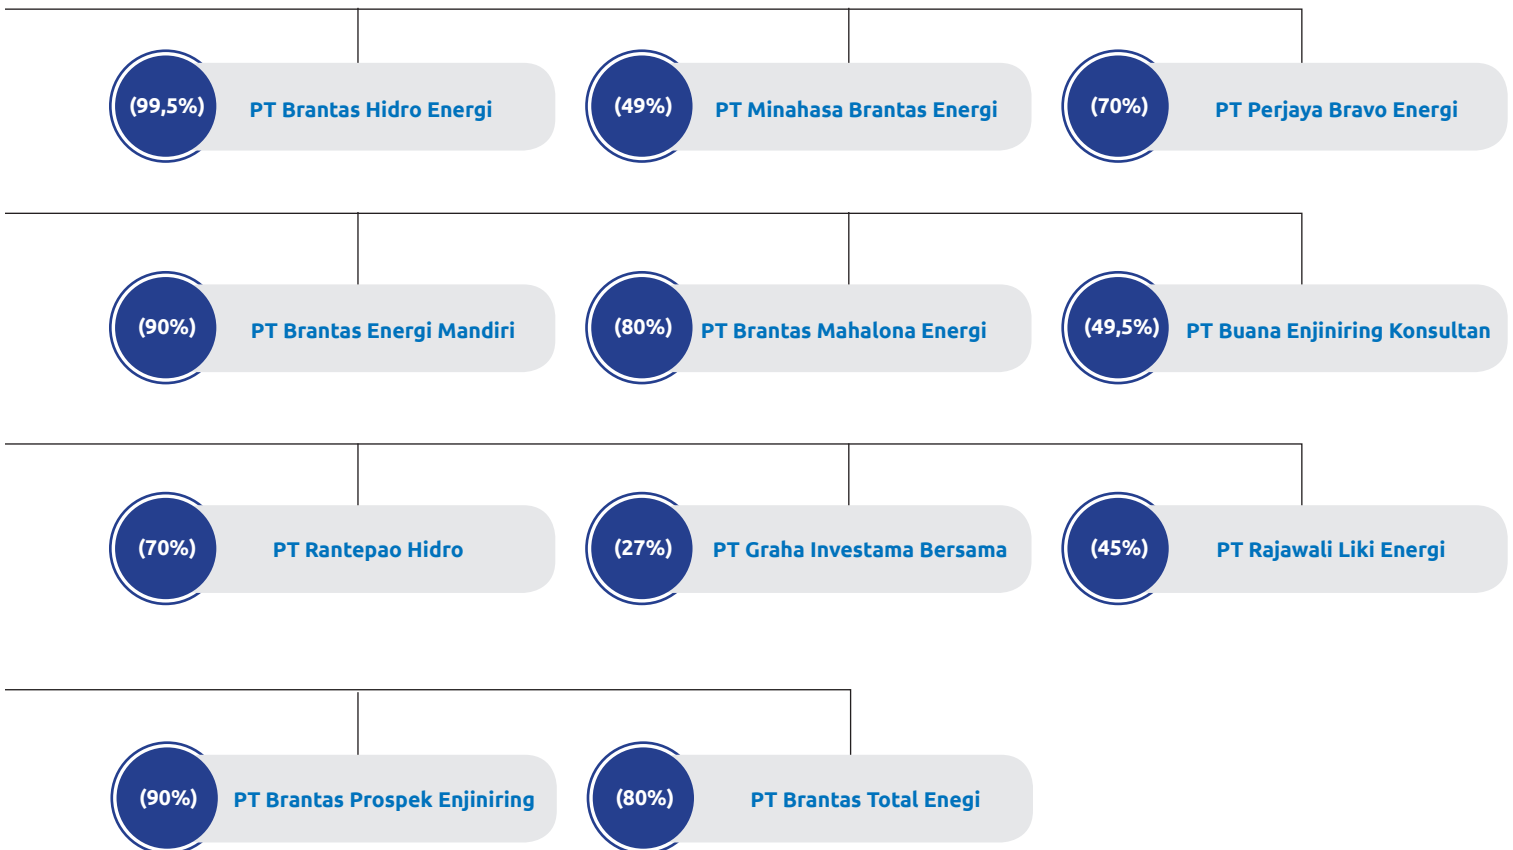 (99,5%) PT Brantas Hidro Energi
(49%) PT Minahasa Brantas Energi
(70%) PT Perjaya Bravo Energi
(90%) PT Brantas Energi Mandiri
(80%) PT Brantas Mahalona Energi
(49,5%) PT Buana Enjiniring Konsultan
(70%) PT Rantepao Hidro
(27%) PT Graha Investama Bersama
(45%) PT Rajawali Liki Energi
(90%) PT Brantas Prospek Enjiniring
(80%) PT Brantas Total Enegi